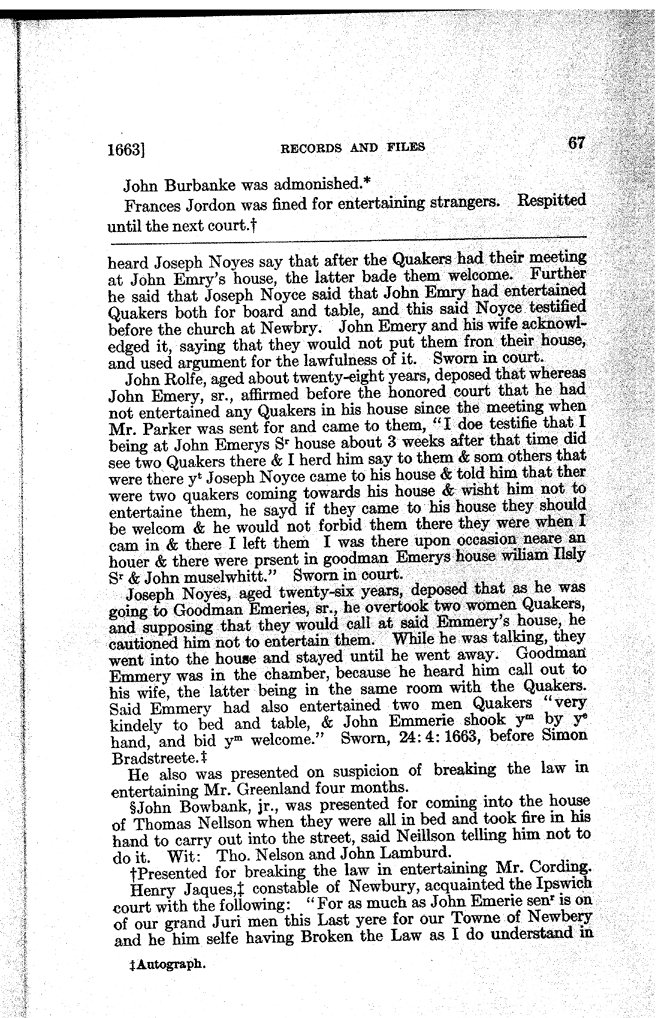 1663] RECORDS AND FILES 67
John Burbanke was admonished.*
Frances Jordon was fined for entertaining strangers. Respitted
until the next court.†
heard Joseph Noyes say that after the Quakers had their meeting
at John Emry's house, the latter bade them welcome. Further
he said that Joseph Noyce said that John Emry had entertained
Quakers both for board and table, and this said Noyce testified
before the church at Newbry. John Emery and his wife acknowl-
edged it, saying that they would not put them fron their house,
and used argument for the lawfulness of it. Sworn in court.
John Rolfe, aged about twenty-eight years, deposed that whereas
John Emery, sr., affirmed before the honored court that he had
not entertained any Quakers in his house since the meeting when
Mr. Parker was sent for and came to them, "I doe testifie that I
being at John Emerys Sʳ house about 3 weeks after that time did
see two Quakers there & I herd him say to them & som others that
were there yᵗ Joseph Noyce came to his house & told him that ther
were two quakers coming towards his house & wisht him not to
entertaine them, he sayd if they came to his house they should
be welcom & he would not forbid them there they were when I
cam in & there I left them I was there upon occasion neare an
houer & there were prsent in goodman Emerys house wiliam Ilsly
Sʳ & John muselwhitt." Sworn in court.
Joseph Noyes, aged twenty-six years, deposed that as he was
going to Goodman Emeries, sr., he overtook two women Quakers,
and supposing that they would call at said Emmery's house, he
cautioned him not to entertain them. While he was talking, they
went into the house and stayed until he went away. Goodman
Emmery was in the chamber, because he heard him call out to
his wife, the latter being in the same room with the Quakers.
Said Emmery had also entertained two men Quakers "very
kindely to bed and table, & John Emmerie shook yᵐ by yᵉ
hand, and bid yᵐ welcome." Sworn, 24: 4: 1663, before Simon
Bradstreete.‡
He also was presented on suspicion of breaking the law in
entertaining Mr. Greenland four months.
§John Bowbank, jr., was presented for coming into the house
of Thomas Nellson when they were all in bed and took fire in his
hand to carry out into the street, said Neillson telling him not to
do it. Wit: Tho. Nelson and John Lamburd.
†Presented for breaking the law in entertaining Mr. Cording.
Henry Jaques,‡ constable of Newbury, acquainted the Ipswich
court with the following: "For as much as John Emerie senʳ is on
of our grand Juri men this Last yere for our Towne of Newbery
and he him selfe having Broken the Law as I do understand in
‡Autograph.